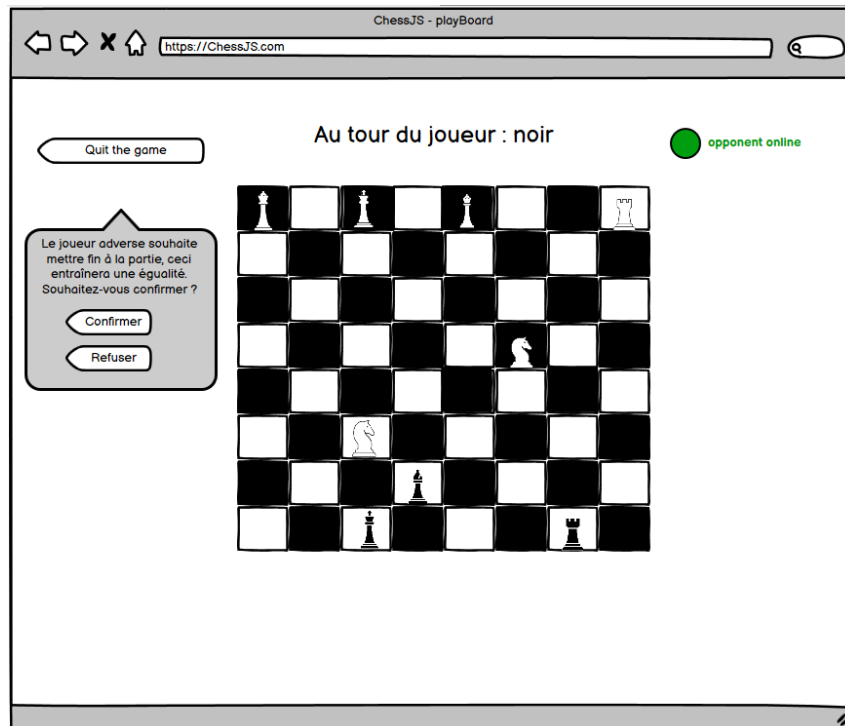 ChessJS - playBoard
https://ChessJS.com
Au tour du joueur : noir
Quit the game
opponent online
Le joueur adverse souhaite
mettre fin à la partie, ceci
entraînera une égualité.
Souhaitez-vous confirmer ?
Confirmer
Refuser